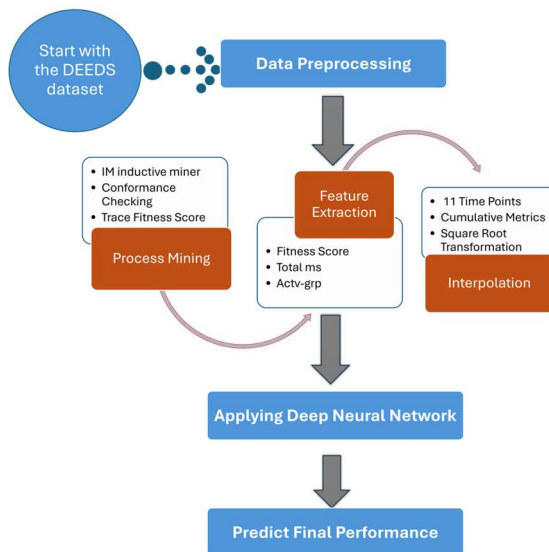 Start with
the DEEDS
dataset
Data Preprocessing
• IM inductive miner
• Conformance
Checking
• Trace Fitness Score
Process Mining
Feature
Extraction
• Fitness Score
• Total ms
• Actv-grp
• 11 Time Points
• Cumulative Metrics
• Square Root
Transformation
Interpolation
Applying Deep Neural Network
Predict Final Performance